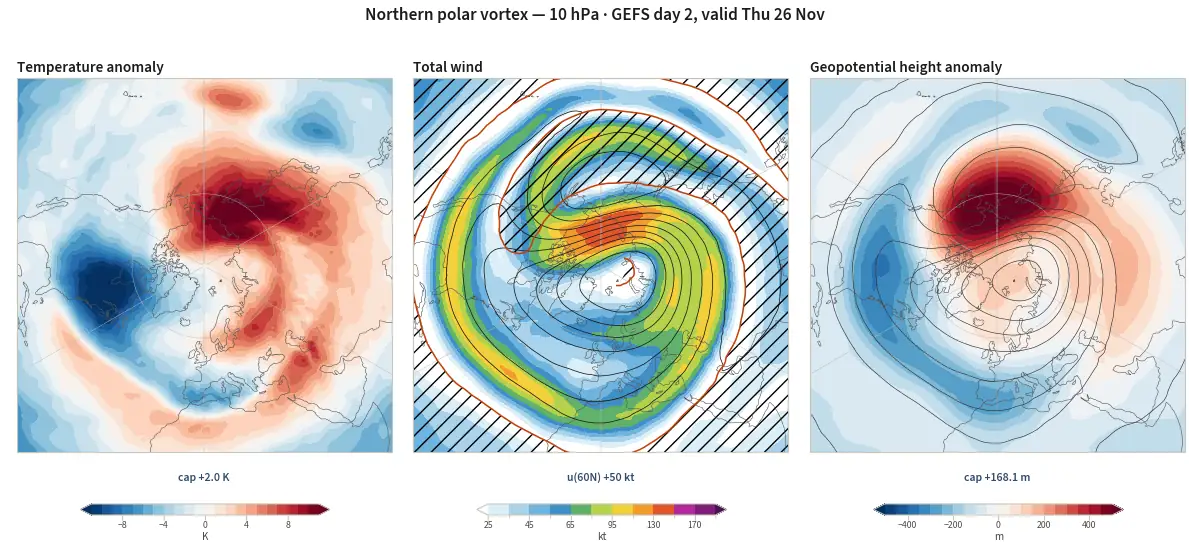 Northern polar vortex — 10 hPa · GEFS day 2, valid Thu 26 Nov
Temperature anomaly
Total wind
Geopotential height anomaly
cap +2.0 K
u(60N) +50 kt
cap +168.1 m
−8 −4 0 4 8
K
25 45 65 95 130 170
kt
−400 −200 0 200 400
m